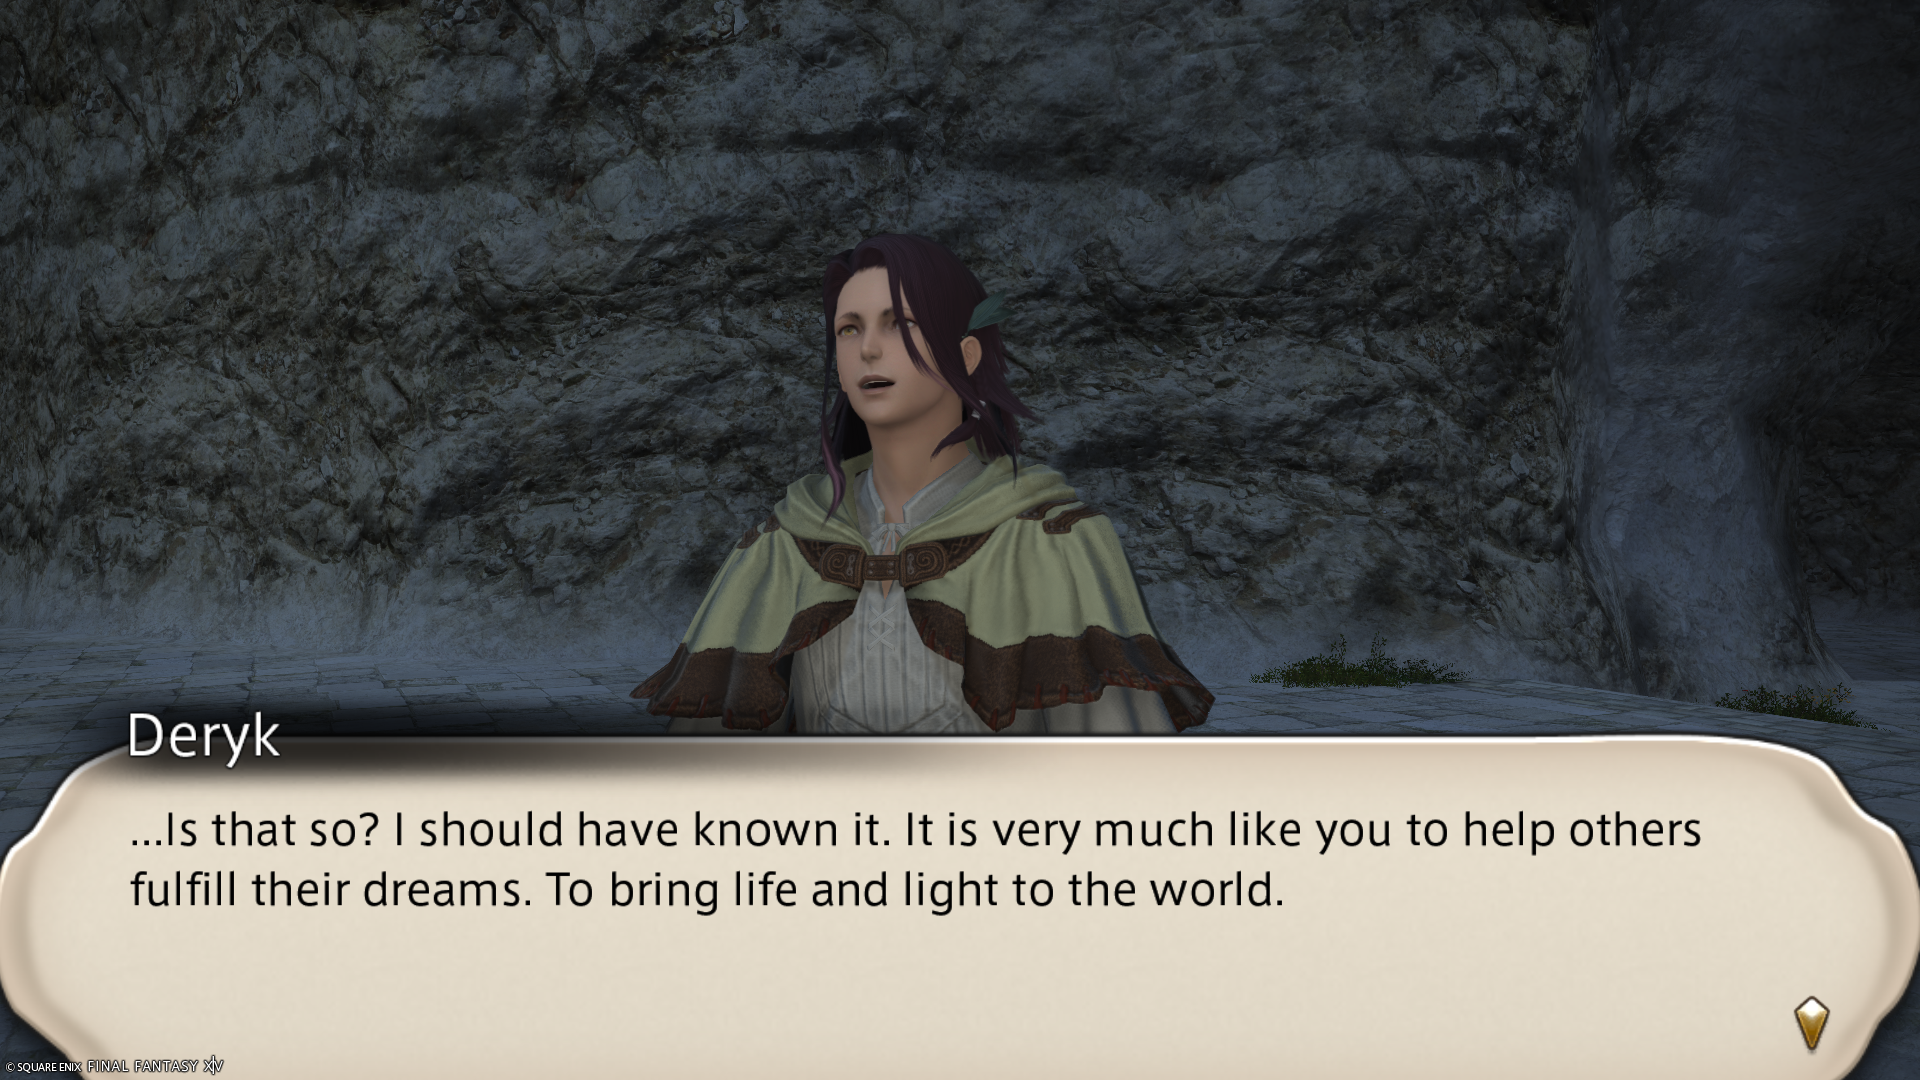 Deryk
...Is that so? I should have known it. It is very much like you to help others
fulfill their dreams. To bring life and light to the world.
© SQUARE ENIX FINAL FANTASY XIV